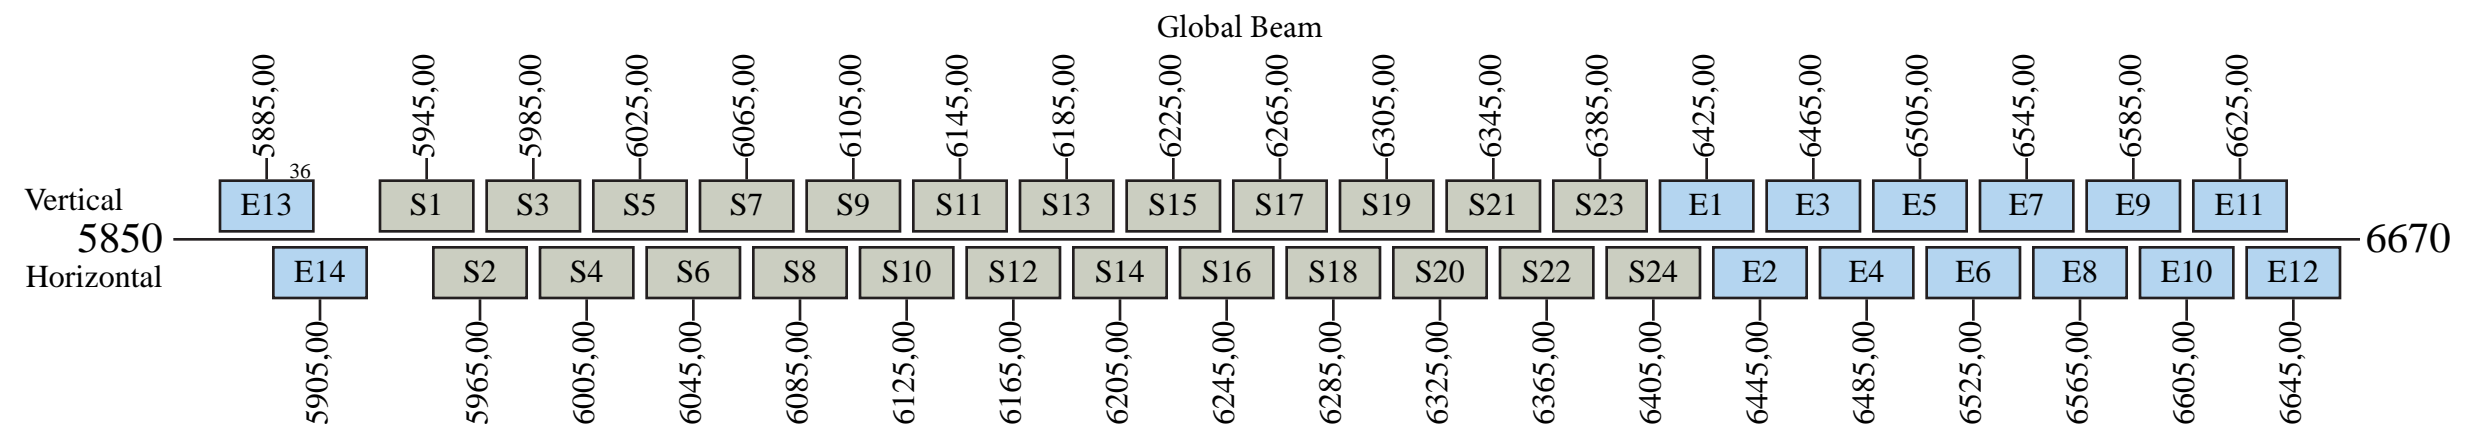 Global Beam
5885,00 5945,00 5985,00 6025,00 6065,00 6105,00 6145,00 6185,00 6225,00 6265,00 6305,00 6345,00 6385,00 6425,00 6465,00 6505,00 6545,00 6585,00 6625,00
36
Vertical E13 S1 S3 S5 S7 S9 S11 S13 S15 S17 S19 S21 S23 E1 E3 E5 E7 E9 E11
5850 6670
Horizontal E14 S2 S4 S6 S8 S10 S12 S14 S16 S18 S20 S22 S24 E2 E4 E6 E8 E10 E12
5905,00 5965,00 6005,00 6045,00 6085,00 6125,00 6165,00 6205,00 6245,00 6285,00 6325,00 6365,00 6405,00 6445,00 6485,00 6525,00 6565,00 6605,00 6645,00